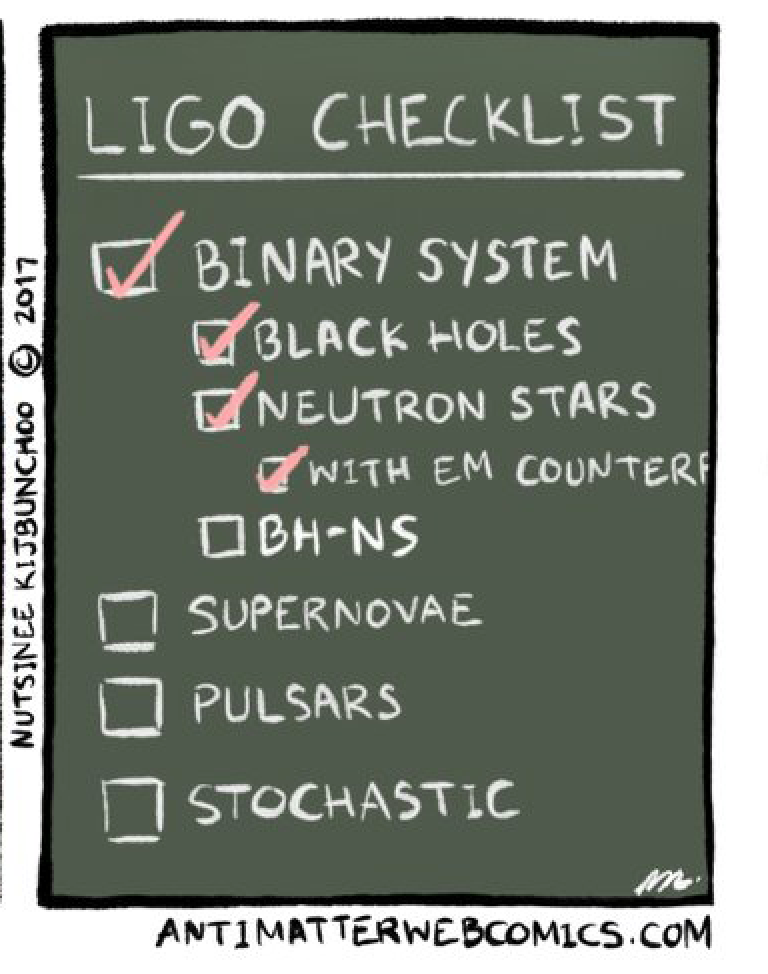 LIGO CHECKLIST
BINARY SYSTEM
BLACK HOLES
NEUTRON STARS
WITH EM
BH-NS
SUPERNOVAE
PULSARS
STOCHASTIC
NUTSINEE KIJBUNCHOO © 2017
ANTIMATTERWEBCOMICS.COM